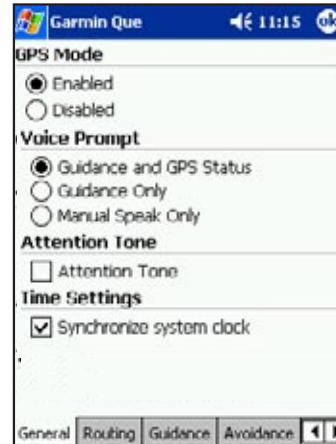 Garmin Que 11:15 ok
GPS Mode
Enabled
Disabled
Voice Prompt
Guidance and GPS Status
Guidance Only
Manual Speak Only
Attention Tone
Attention Tone
Time Settings
Synchronize system clock
General Routing Guidance Avoidance